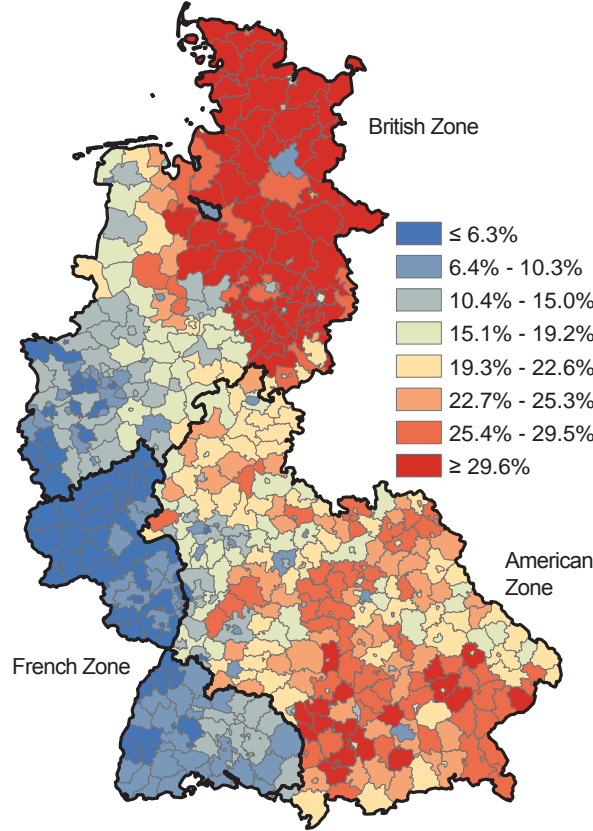 British Zone
≤ 6.3%
6.4% - 10.3%
10.4% - 15.0%
15.1% - 19.2%
19.3% - 22.6%
22.7% - 25.3%
25.4% - 29.5%
≥ 29.6%
American
Zone
French Zone